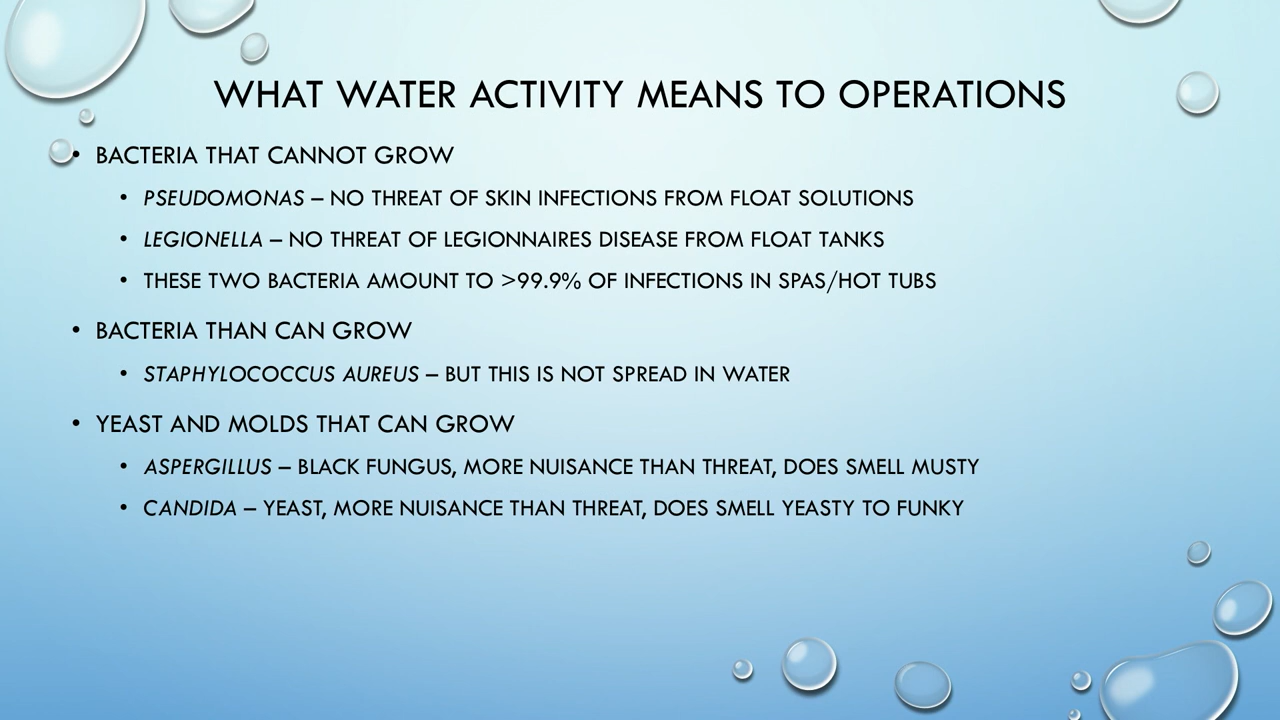 WHAT WATER ACTIVITY MEANS TO OPERATIONS
• BACTERIA THAT CANNOT GROW
• PSEUDOMONAS – NO THREAT OF SKIN INFECTIONS FROM FLOAT SOLUTIONS
• LEGIONELLA – NO THREAT OF LEGIONNAIRES DISEASE FROM FLOAT TANKS
• THESE TWO BACTERIA AMOUNT TO >99.9% OF INFECTIONS IN SPAS/HOT TUBS
• BACTERIA THAN CAN GROW
• STAPHYLOCOCCUS AUREUS – BUT THIS IS NOT SPREAD IN WATER
• YEAST AND MOLDS THAT CAN GROW
• ASPERGILLUS – BLACK FUNGUS, MORE NUISANCE THAN THREAT, DOES SMELL MUSTY
• CANDIDA – YEAST, MORE NUISANCE THAN THREAT, DOES SMELL YEASTY TO FUNKY